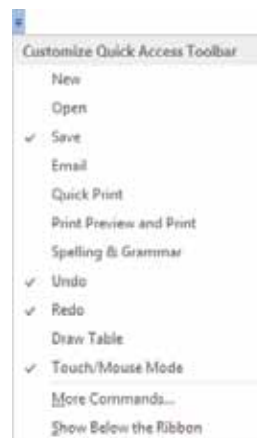 Customize Quick Access Toolbar
New
Open
✓ Save
Email
Quick Print
Print Preview and Print
Spelling & Grammar
✓ Undo
✓ Redo
Draw Table
✓ Touch/Mouse Mode
More Commands...
Show Below the Ribbon